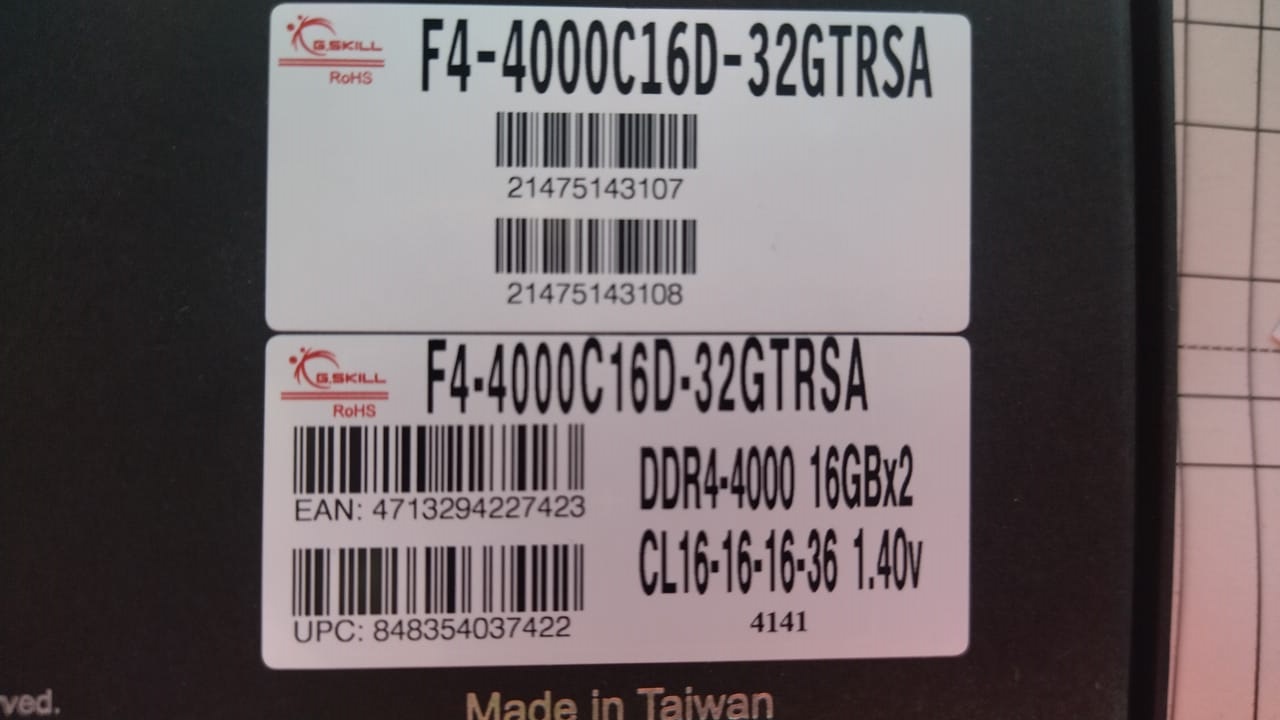 G.SKILL
RoHS
F4-4000C16D-32GTRSA
21475143107
21475143108
G.SKILL
RoHS
F4-4000C16D-32GTRSA
EAN: 4713294227423
DDR4-4000 16GBx2
CL16-16-16-36 1.40v
UPC: 848354037422
4141
ved.
Made in Taiwan